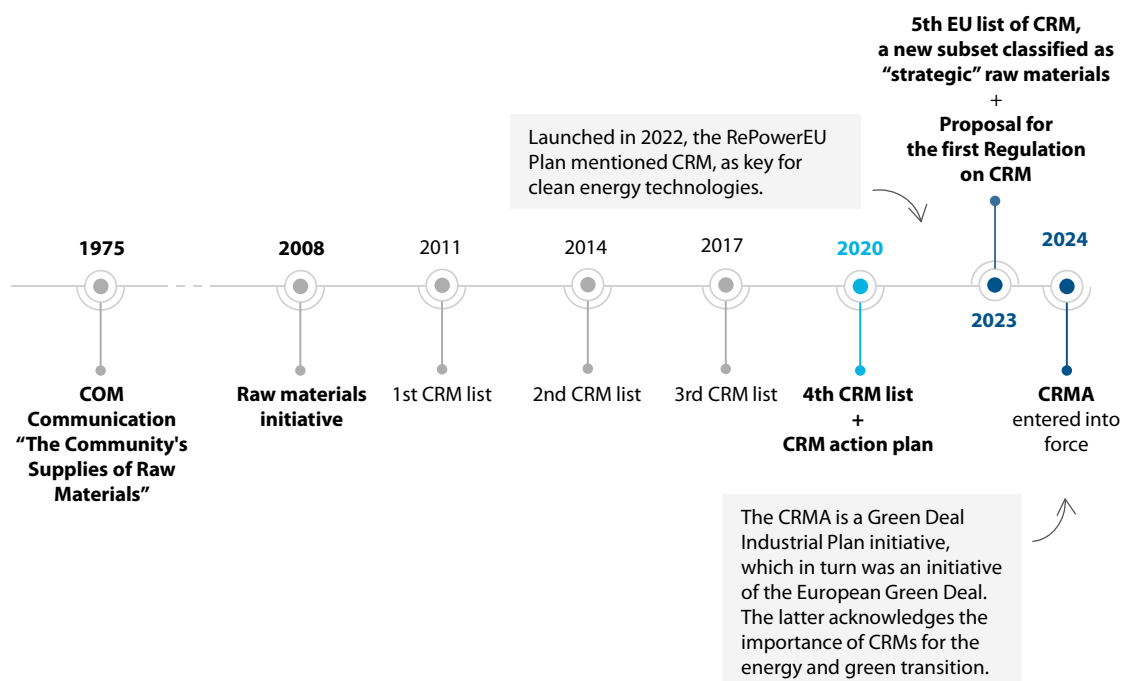 5th EU list of CRM,
a new subset classified as
“strategic” raw materials
+
Proposal for
the first Regulation
on CRM
Launched in 2022, the RePowerEU
Plan mentioned CRM, as key for
clean energy technologies.
1975
2008
2011
2014
2017
2020
2023
2024
COM
Communication
“The Community's
Supplies of Raw
Materials”
Raw materials
initiative
1st CRM list
2nd CRM list
3rd CRM list
4th CRM list
+
CRM action plan
CRMA
entered into
force
The CRMA is a Green Deal
Industrial Plan initiative,
which in turn was an initiative
of the European Green Deal.
The latter acknowledges the
importance of CRMs for the
energy and green transition.